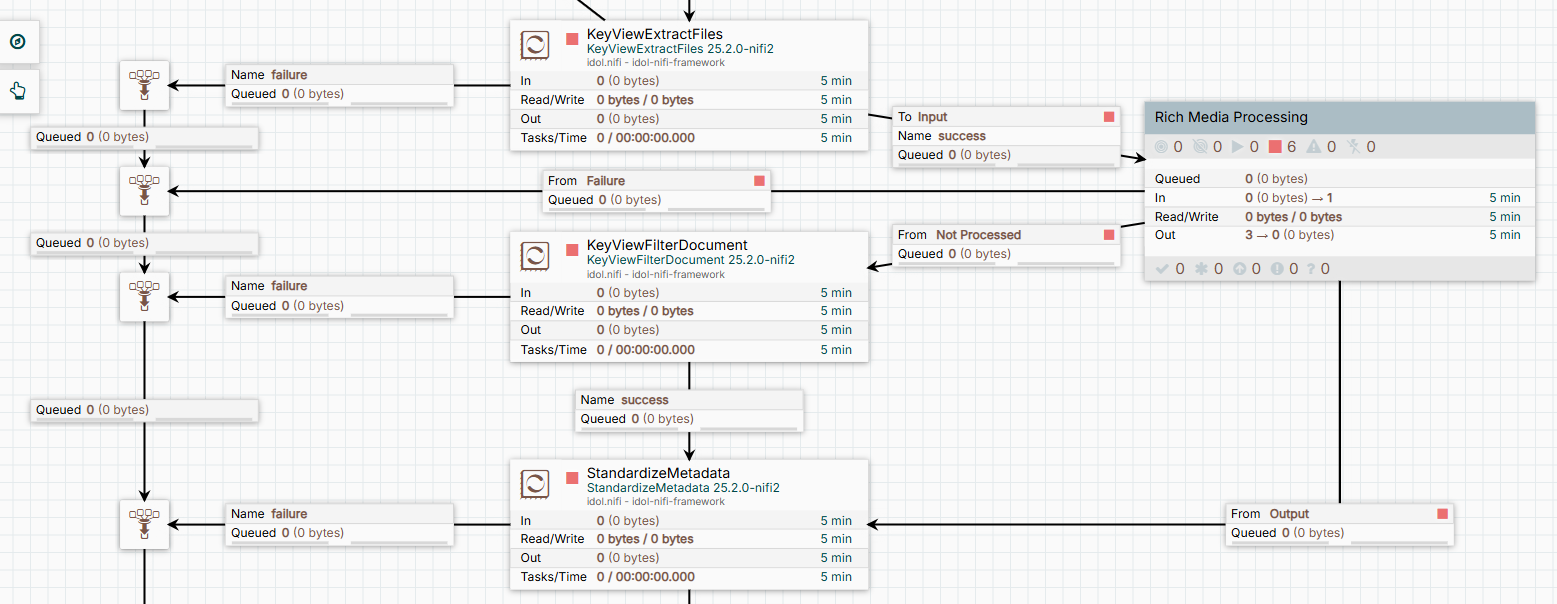 KeyViewExtractFiles
KeyViewExtractFiles 25.2.0-nifi2
idol.nifi - idol-nifi-framework
In 0 (0 bytes) 5 min
Read/Write 0 bytes / 0 bytes 5 min
Out 0 (0 bytes) 5 min
Tasks/Time 0 / 00:00:00.000 5 min
Name failure
Queued 0 (0 bytes)
Queued 0 (0 bytes)
To Input
Name success
Queued 0 (0 bytes)
Rich Media Processing
0 0 0 6 0 0
Queued 0 (0 bytes)
In 0 (0 bytes) → 1 5 min
Read/Write 0 bytes / 0 bytes 5 min
Out 3 → 0 (0 bytes) 5 min
0 0 0 0 ? 0
From Failure
Queued 0 (0 bytes)
From Not Processed
Queued 0 (0 bytes)
Queued 0 (0 bytes)
KeyViewFilterDocument
KeyViewFilterDocument 25.2.0-nifi2
idol.nifi - idol-nifi-framework
In 0 (0 bytes) 5 min
Read/Write 0 bytes / 0 bytes 5 min
Out 0 (0 bytes) 5 min
Tasks/Time 0 / 00:00:00.000 5 min
Name failure
Queued 0 (0 bytes)
Name success
Queued 0 (0 bytes)
Queued 0 (0 bytes)
StandardizeMetadata
StandardizeMetadata 25.2.0-nifi2
idol.nifi - idol-nifi-framework
In 0 (0 bytes) 5 min
Read/Write 0 bytes / 0 bytes 5 min
Out 0 (0 bytes) 5 min
Tasks/Time 0 / 00:00:00.000 5 min
Name failure
Queued 0 (0 bytes)
From Output
Queued 0 (0 bytes)